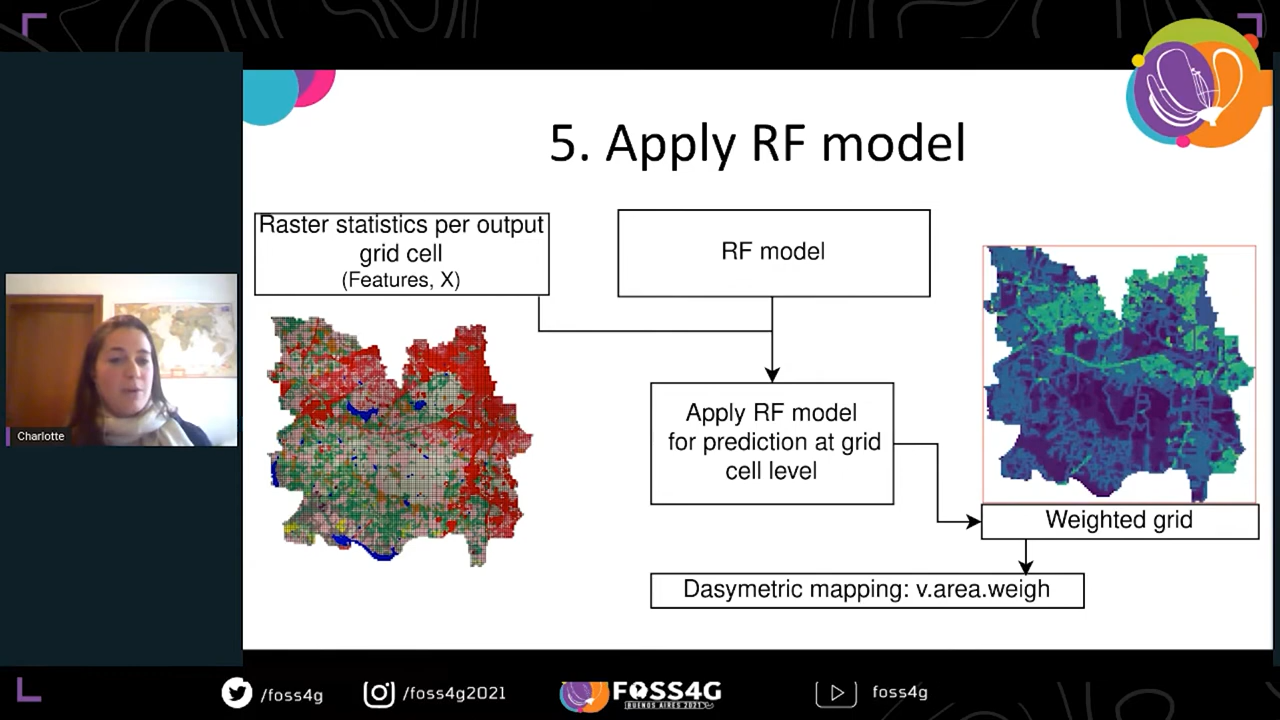 5. Apply RF model
Raster statistics per output
grid cell
(Features, X)
RF model
Apply RF model
for prediction at grid
cell level
Weighted grid
Dasymetric mapping: v.area.weigh
Charlotte
/foss4g
/foss4g2021
FOSS4G
BUENOS AIRES 2021
foss4g